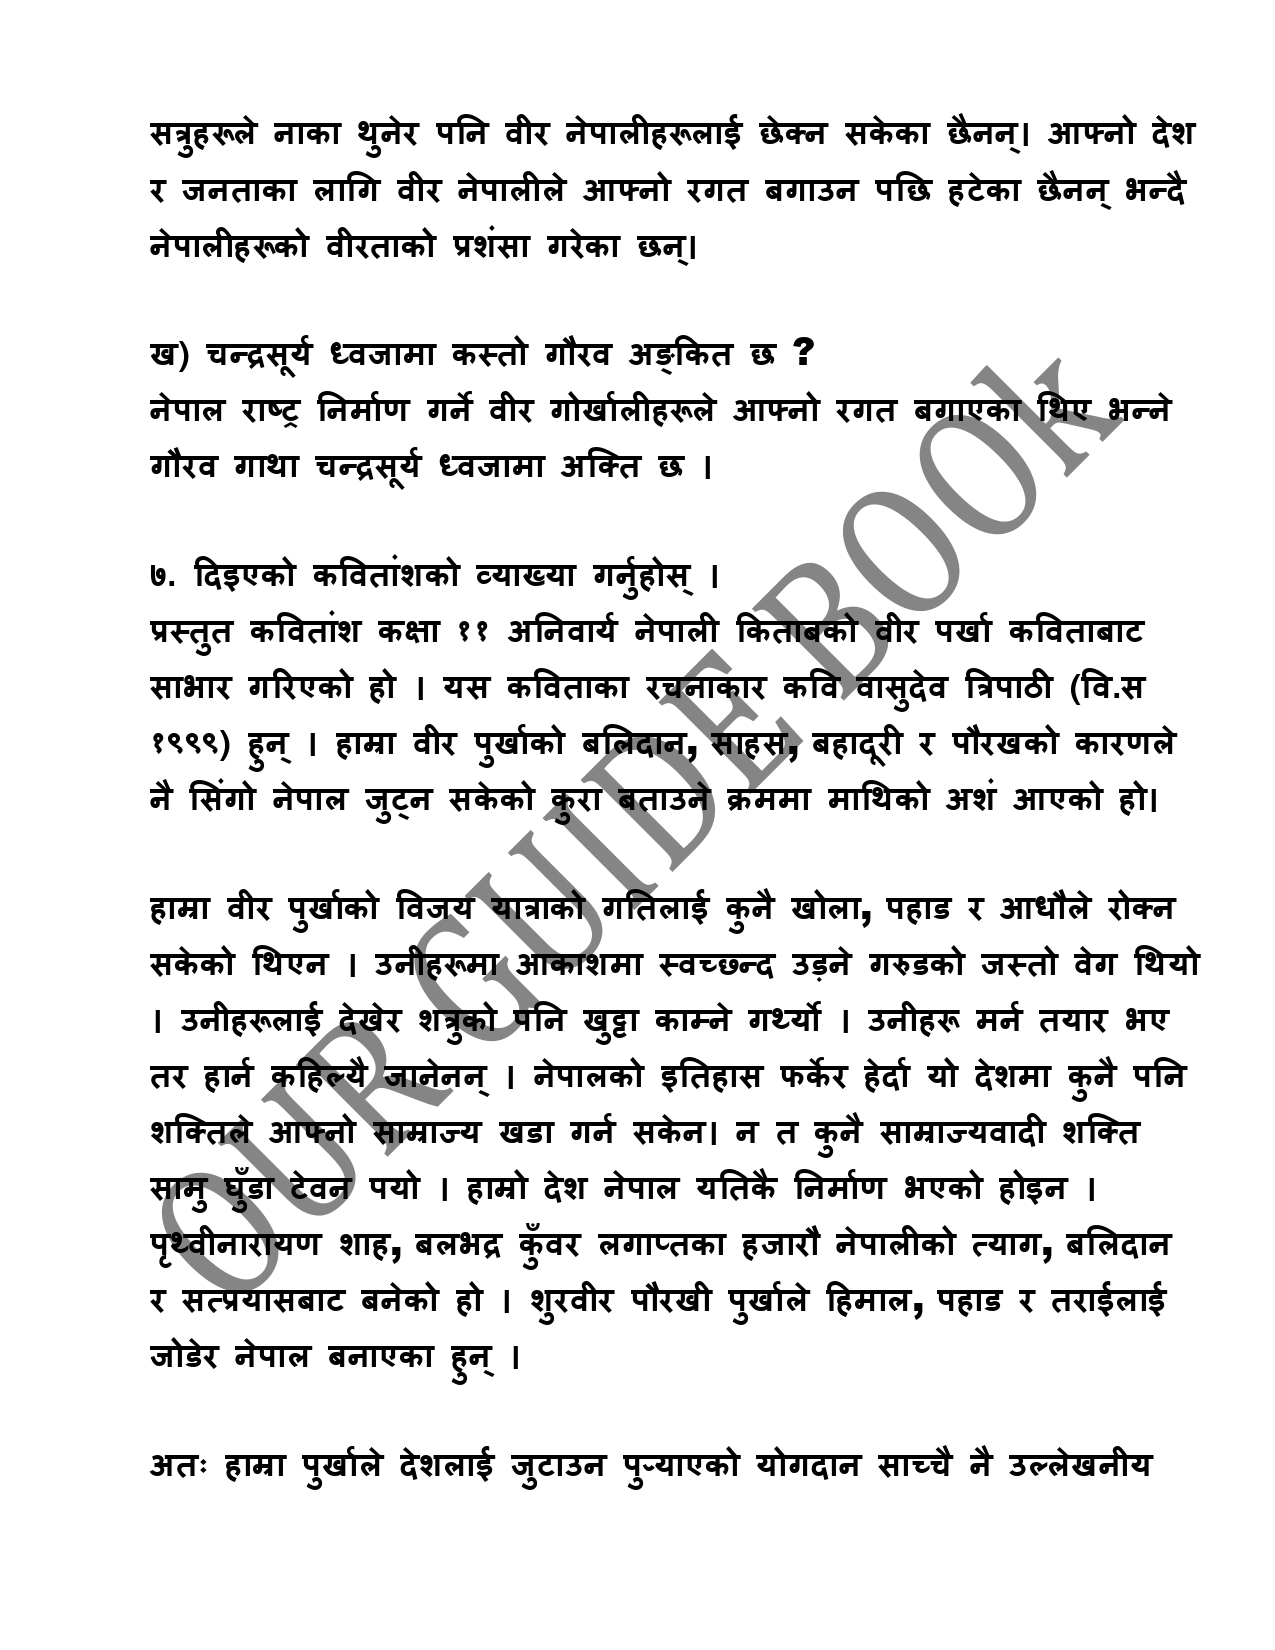 सत्रुहरूले नाका थुनेर पनि वीर नेपालीहरूलाई छेक्न सकेका छैनन्। आफ्नो देश
र जनताका लागि वीर नेपालीले आफ्नो रगत बगाउन पछि हटेका छैनन् भन्दै
नेपालीहरूको वीरताको प्रशंसा गरेका छन्।
ख) चन्द्रसूर्य ध्वजामा कस्तो गौरव अङ्कित छ ?
नेपाल राष्ट्र निर्माण गर्ने वीर गोर्खालीहरूले आफ्नो रगत बगाएका थिए भन्ने
गौरव गाथा चन्द्रसूर्य ध्वजामा अक्ति छ ।
७. दिइएको कवितांशको व्याख्या गर्नुहोस् ।
प्रस्तुत कवितांश कक्षा ११ अनिवार्य नेपाली किताबको वीर पर्खा कविताबाट
साभार गरिएको हो । यस कविताका रचनाकार कवि वासुदेव त्रिपाठी (वि.स
१९९९) हुन् । हाम्रा वीर पुर्खाको बलिदान, साहस, बहादूरी र पौरखको कारणले
नै सिंगो नेपाल जुट्न सकेको कुरा बताउने क्रममा माथिको अशं आएको हो।
हाम्रा वीर पुर्खाको विजय यात्राको गतिलाई कुनै खोला, पहाड र आधौले रोक्न
सकेको थिएन । उनीहरूमा आकाशमा स्वच्छन्द उड़ने गरुडको जस्तो वेग थियो
। उनीहरूलाई देखेर शत्रुको पनि खुट्टा काम्ने गर्थ्यो । उनीहरू मर्न तयार भए
तर हार्न कहिल्यै जानेनन् । नेपालको इतिहास फर्केर हेर्दा यो देशमा कुनै पनि
शक्तिले आफ्नो साम्राज्य खडा गर्न सकेन। न त कुनै साम्राज्यवादी शक्ति
सामु घुँडा टेवन पयो । हाम्रो देश नेपाल यतिकै निर्माण भएको होइन ।
पृथ्वीनारायण शाह, बलभद्र कुँवर लगाप्तका हजारौ नेपालीको त्याग, बलिदान
र सत्प्रयासबाट बनेको हो । शुरवीर पौरखी पुर्खाले हिमाल, पहाड र तराईलाई
जोडेर नेपाल बनाएका हुन् ।
अतः हाम्रा पुर्खाले देशलाई जुटाउन पुऱ्याएको योगदान साच्चै नै उल्लेखनीय
OUR GUIDE BOOk